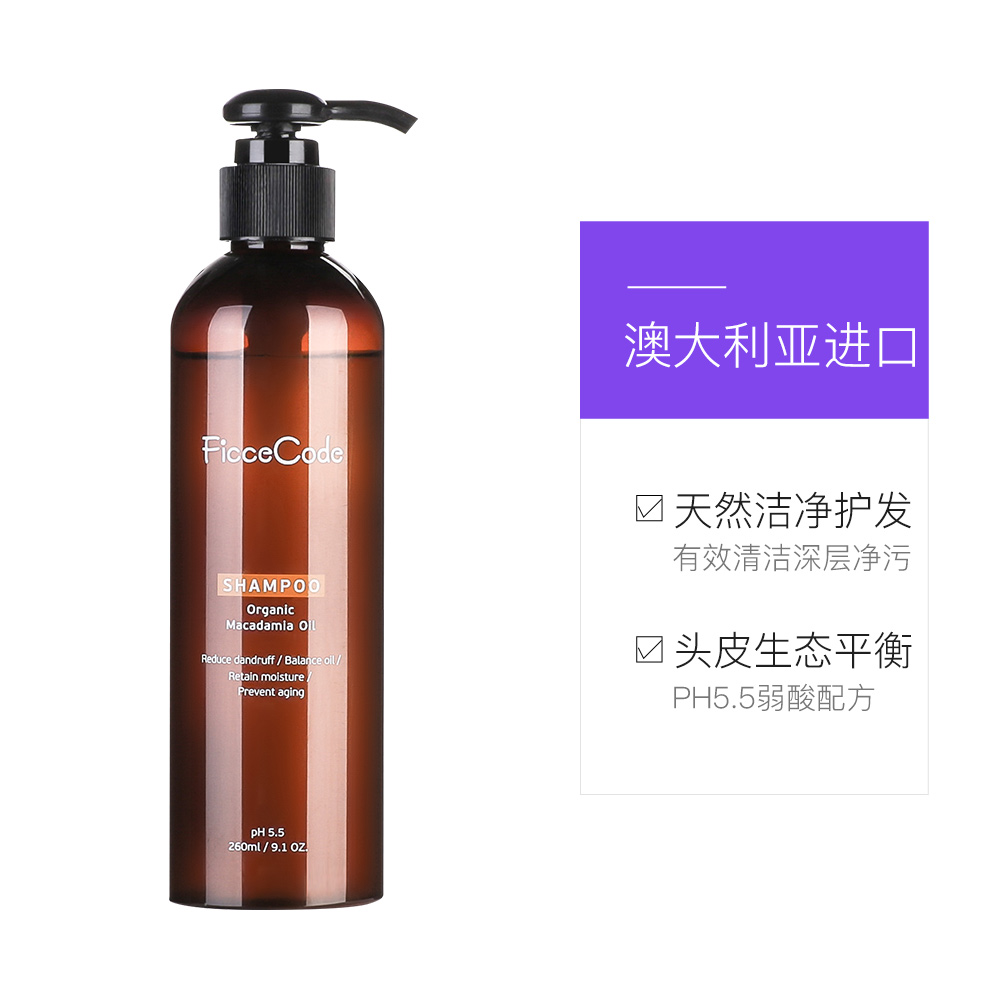 FicceCode
SHAMPOO
Organic
Macadamia Oil
Reduce dandruff / Balance oil /
Retain moisture /
Prevent aging
pH 5.5
260ml / 9.1 OZ.
澳大利亚进口
天然洁净护发
有效清洁深层净污
头皮生态平衡
PH5.5弱酸配方